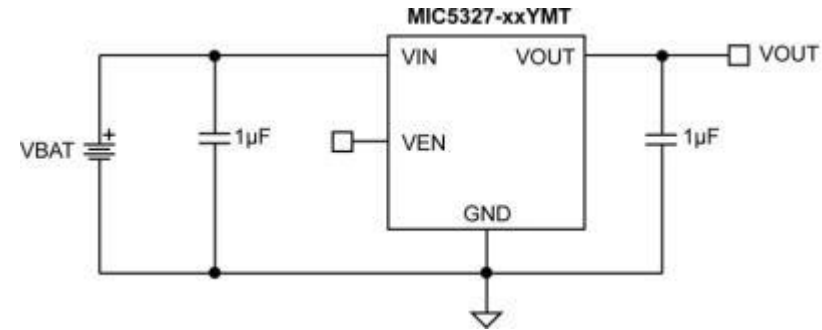 MIC5327-xxYMT
VIN
VOUT
VOUT
VBAT
+
1µF
VEN
1µF
GND